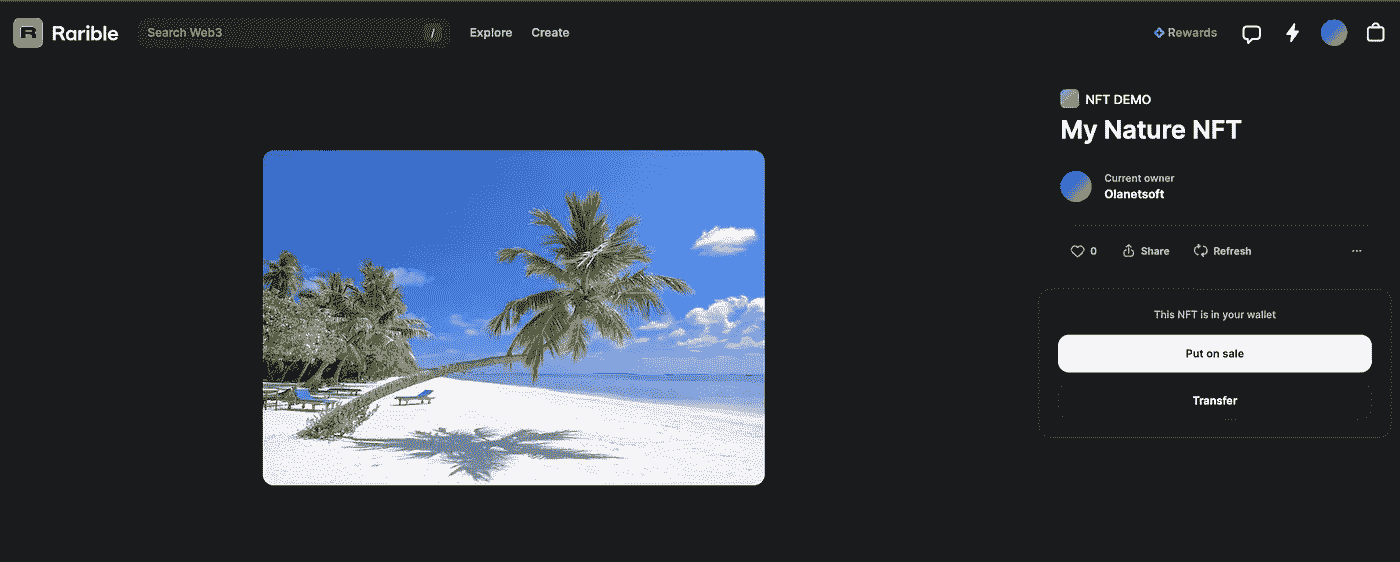 R Rarible Search Web3 / Explore Create Rewards
NFT DEMO
My Nature NFT
Current owner
Olanetsoft
0 Share Refresh ...
This NFT is in your wallet
Put on sale
Transfer